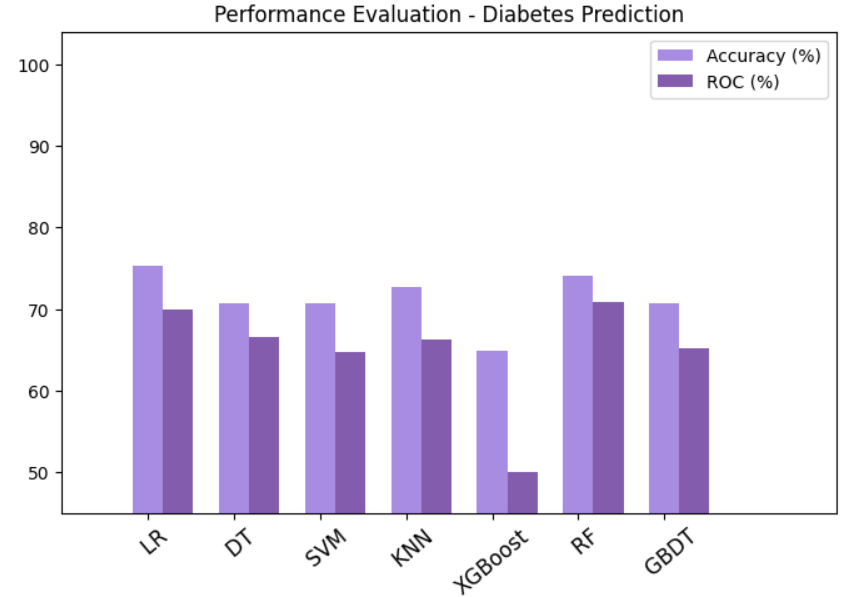 Performance Evaluation - Diabetes Prediction
Accuracy (%)
ROC (%)
100
90
80
70
60
50
LR
DT
SVM
KNN
XGBoost
RF
GBDT